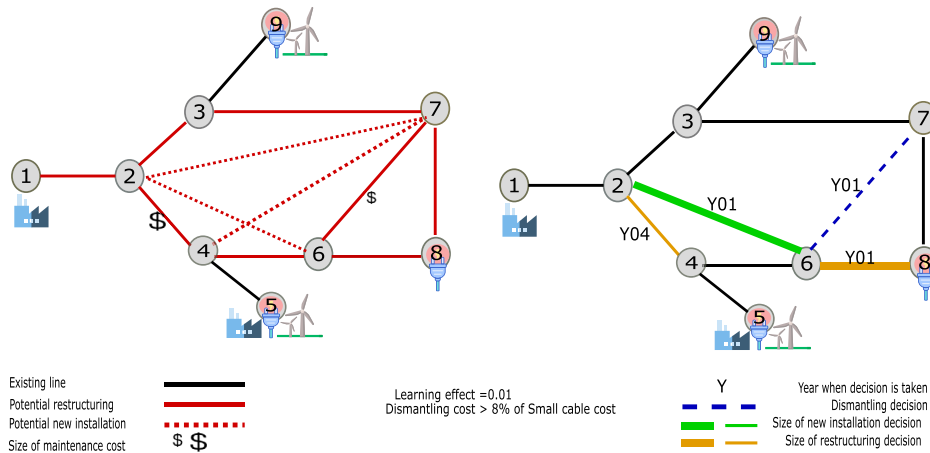 9
3
7
1
2
$
$
4
6
8
5
9
3
7
1
2
Y01
Y01
Y04
4
6
Y01
8
5
Existing line
Potential restructuring
Potential new installation
Size of maintenance cost
$ $
Learning effect =0.01
Dismantling cost > 8% of Small cable cost
Y
Year when decision is taken
Dismantling decision
Size of new installation decision
Size of restructuring decision